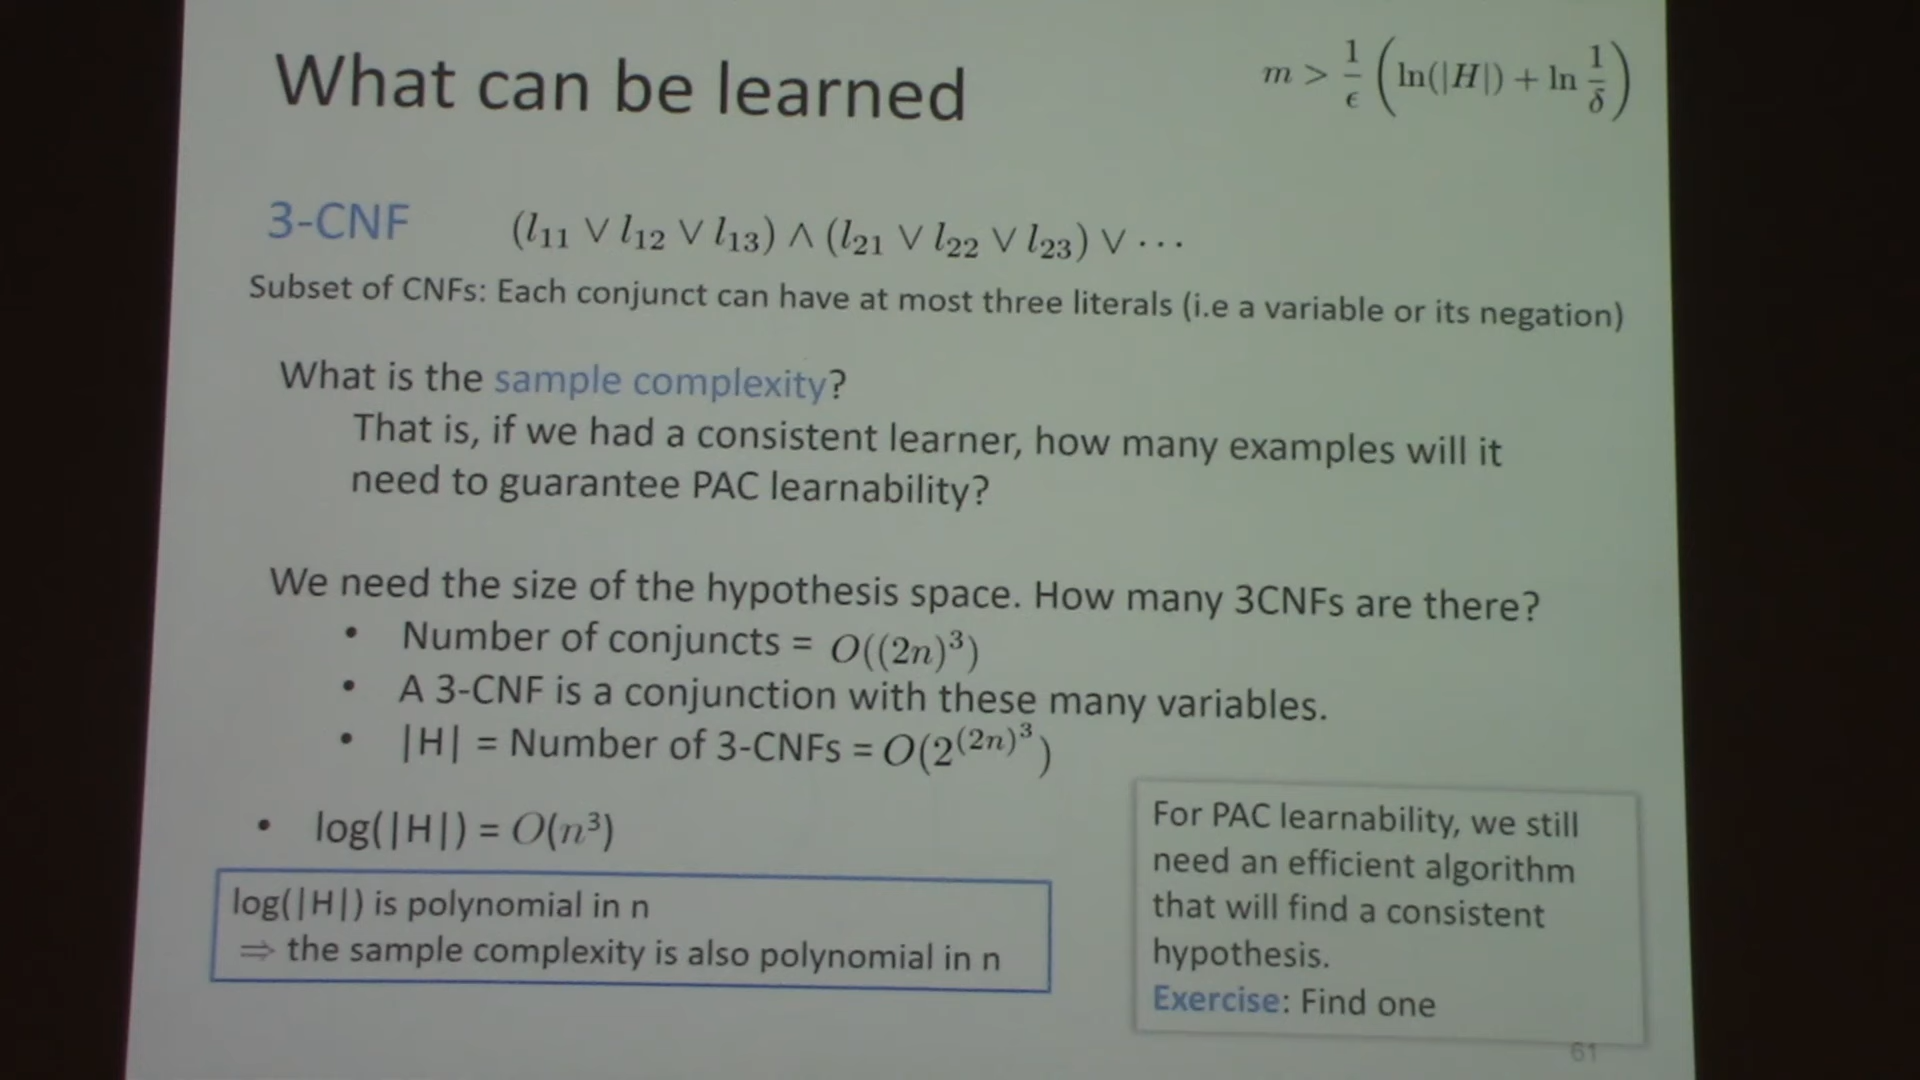 What can be learned
m > 1/ϵ (ln(|H|) + ln 1/δ)
3-CNF (l₁₁ ∨ l₁₂ ∨ l₁₃) ∧ (l₂₁ ∨ l₂₂ ∨ l₂₃) ∨ ···
Subset of CNFs: Each conjunct can have at most three literals (i.e a variable or its negation)
What is the sample complexity?
That is, if we had a consistent learner, how many examples will it
need to guarantee PAC learnability?
We need the size of the hypothesis space. How many 3CNFs are there?
• Number of conjuncts = O((2n)³)
• A 3-CNF is a conjunction with these many variables.
• |H| = Number of 3-CNFs = O(2^(2n)³)
• log(|H|) = O(n³)
log(|H|) is polynomial in n
⇒ the sample complexity is also polynomial in n
For PAC learnability, we still
need an efficient algorithm
that will find a consistent
hypothesis.
Exercise: Find one
61